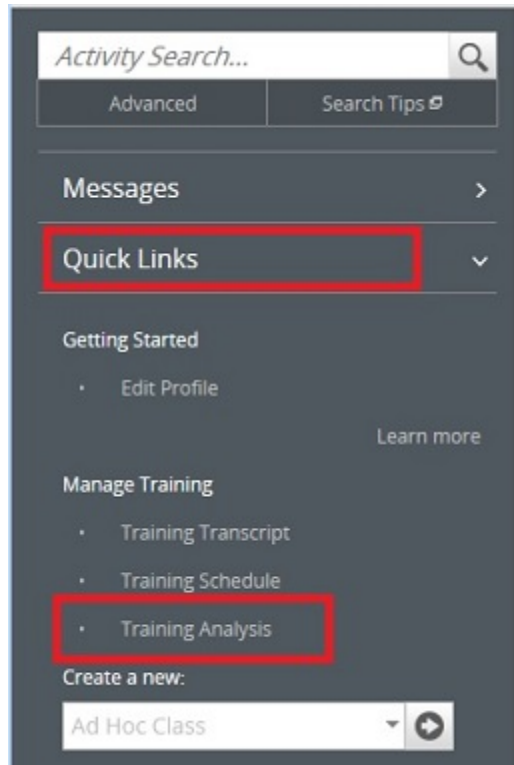 Activity Search...
Advanced Search Tips
Messages
Quick Links
Getting Started
Edit Profile
Learn more
Manage Training
Training Transcript
Training Schedule
Training Analysis
Create a new:
Ad Hoc Class